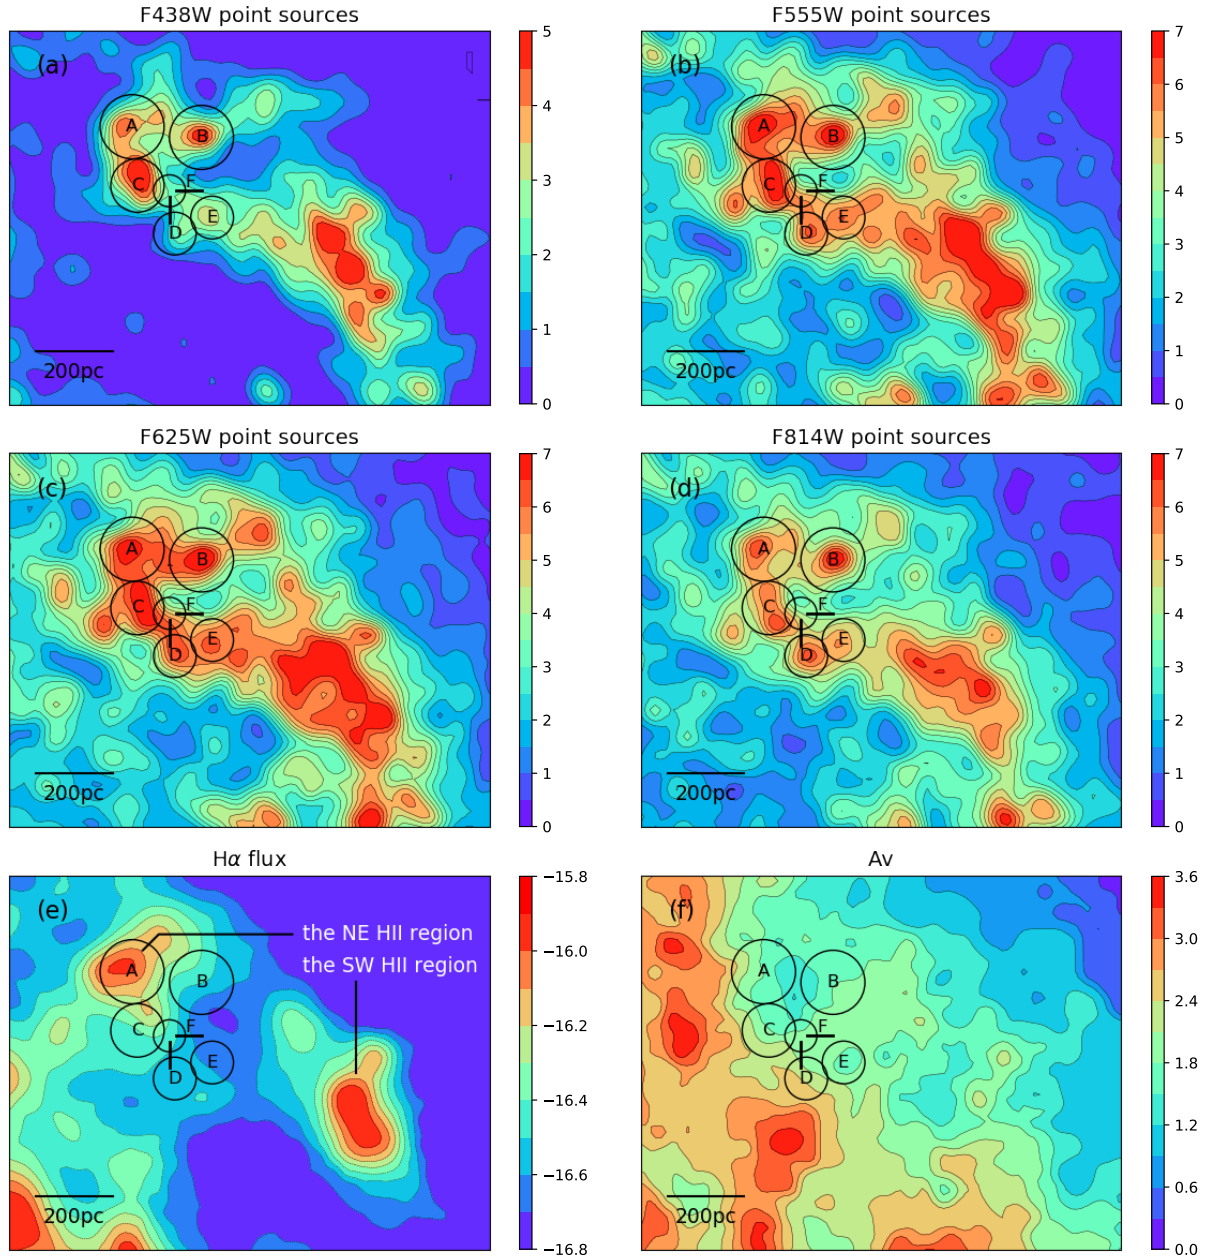 F438W point sources
(a)
A
B
C
F
D
E
200pc
5
4
3
2
1
0
F555W point sources
(b)
A
B
C
F
D
E
200pc
7
6
5
4
3
2
1
0
F625W point sources
(c)
A
B
C
F
D
E
200pc
7
6
5
4
3
2
1
0
F814W point sources
(d)
A
B
C
F
D
E
200pc
7
6
5
4
3
2
1
0
Hα flux
(e)
the NE HII region
the SW HII region
A
B
C
F
D
E
200pc
−15.8
−16.0
−16.2
−16.4
−16.6
−16.8
Av
(f)
A
B
C
F
D
E
200pc
3.6
3.0
2.4
1.8
1.2
0.6
0.0